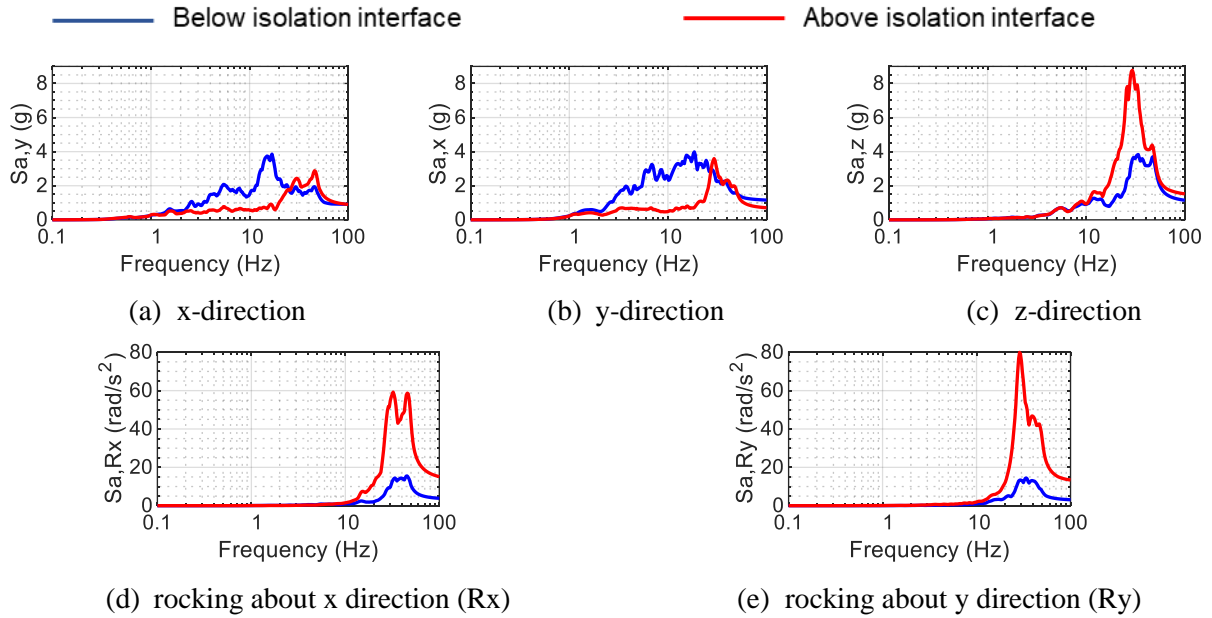 Below isolation interface
Above isolation interface
Sa,y (g)
8
6
4
2
0
0.1
1
10
100
Frequency (Hz)
(a) x-direction
Sa,x (g)
8
6
4
2
0
0.1
1
10
100
Frequency (Hz)
(b) y-direction
Sa,z (g)
8
6
4
2
0
0.1
1
10
100
Frequency (Hz)
(c) z-direction
Sa,Rx (rad/s²)
80
60
40
20
0
0.1
1
10
100
Frequency (Hz)
(d) rocking about x direction (Rx)
Sa,Ry (rad/s²)
80
60
40
20
0
0.1
1
10
100
Frequency (Hz)
(e) rocking about y direction (Ry)